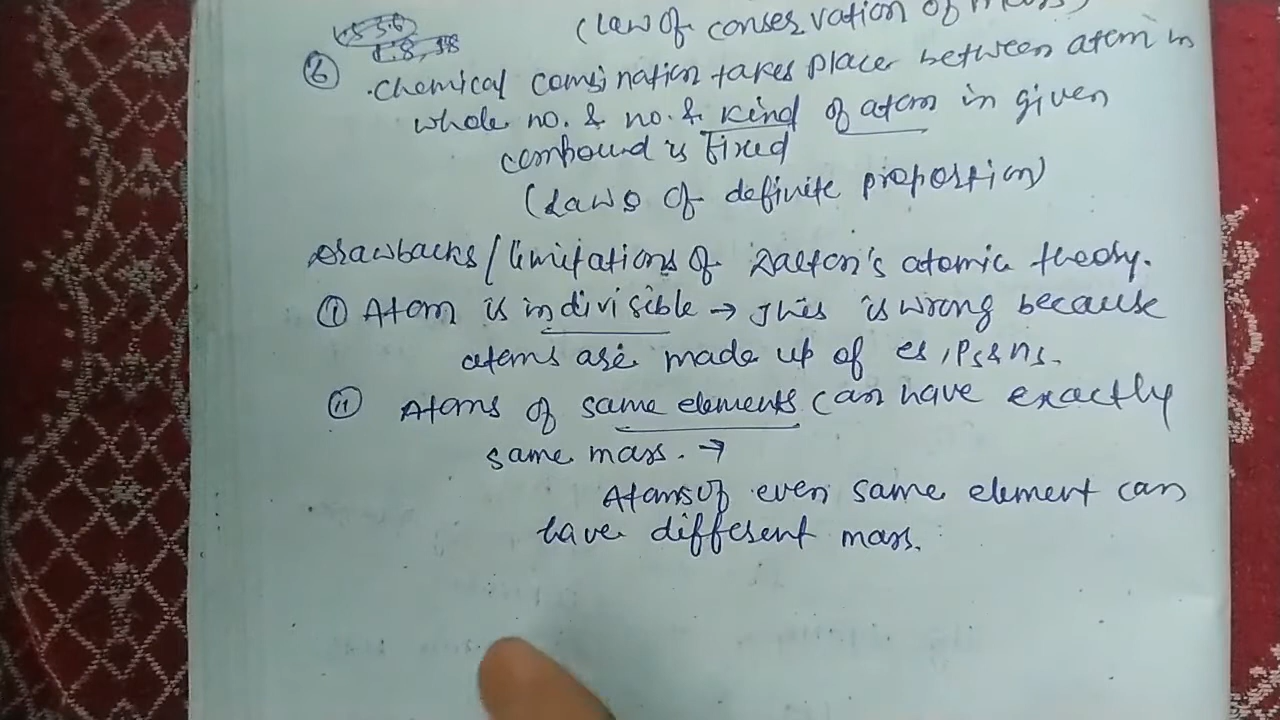 (Law of conservation of mass)
⑥ .Chemical combination takes place between atom in
whole no. & no. & kind of atom in given
compound is fixed
(Laws of definite proportion)
Drawbacks/limitations of Dalton's atomic theory.
① Atom is indivisible → This is wrong because
atoms are made up of es, Ps & ns.
⑪ Atoms of same elements can have exactly
same mass. →
Atoms of even same element can
have different mass.